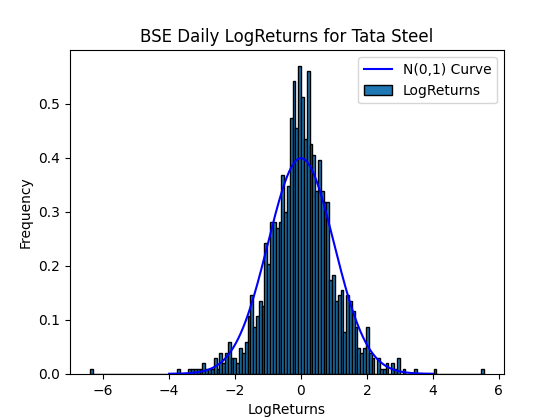 BSE Daily LogReturns for Tata Steel
N(0,1) Curve
LogReturns
Frequency
0.5
0.4
0.3
0.2
0.1
0.0
−6 −4 −2 0 2 4 6
LogReturns